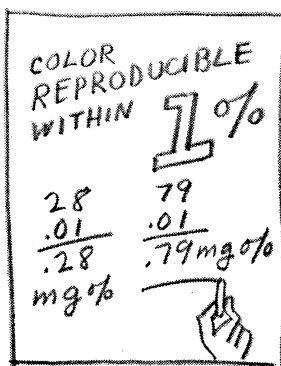 COLOR
REPRODUCIBLE
WITHIN 1%
28 79
.01 .01
.28 .79mg%
mg%